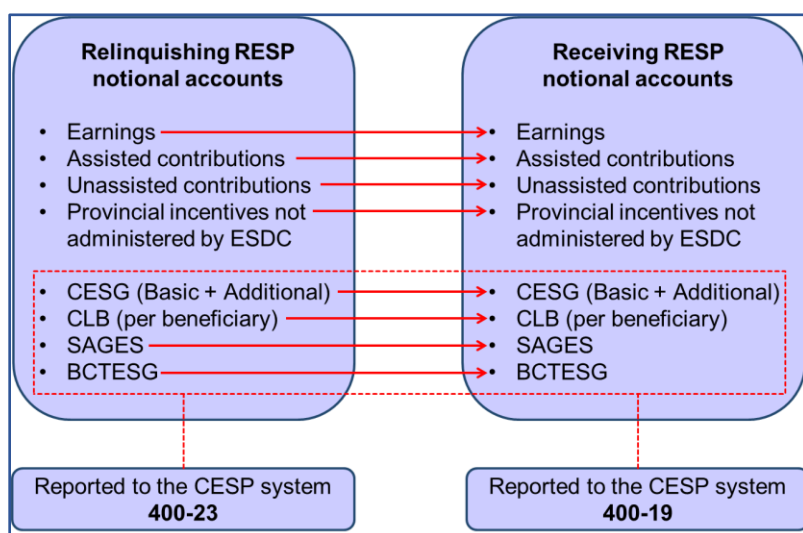 Relinquishing RESP
notional accounts
• Earnings
• Assisted contributions
• Unassisted contributions
• Provincial incentives not
administered by ESDC
• CESG (Basic + Additional)
• CLB (per beneficiary)
• SAGES
• BCTESG
Reported to the CESP system
400-23
Receiving RESP
notional accounts
• Earnings
• Assisted contributions
• Unassisted contributions
• Provincial incentives not
administered by ESDC
• CESG (Basic + Additional)
• CLB (per beneficiary)
• SAGES
• BCTESG
Reported to the CESP system
400-19